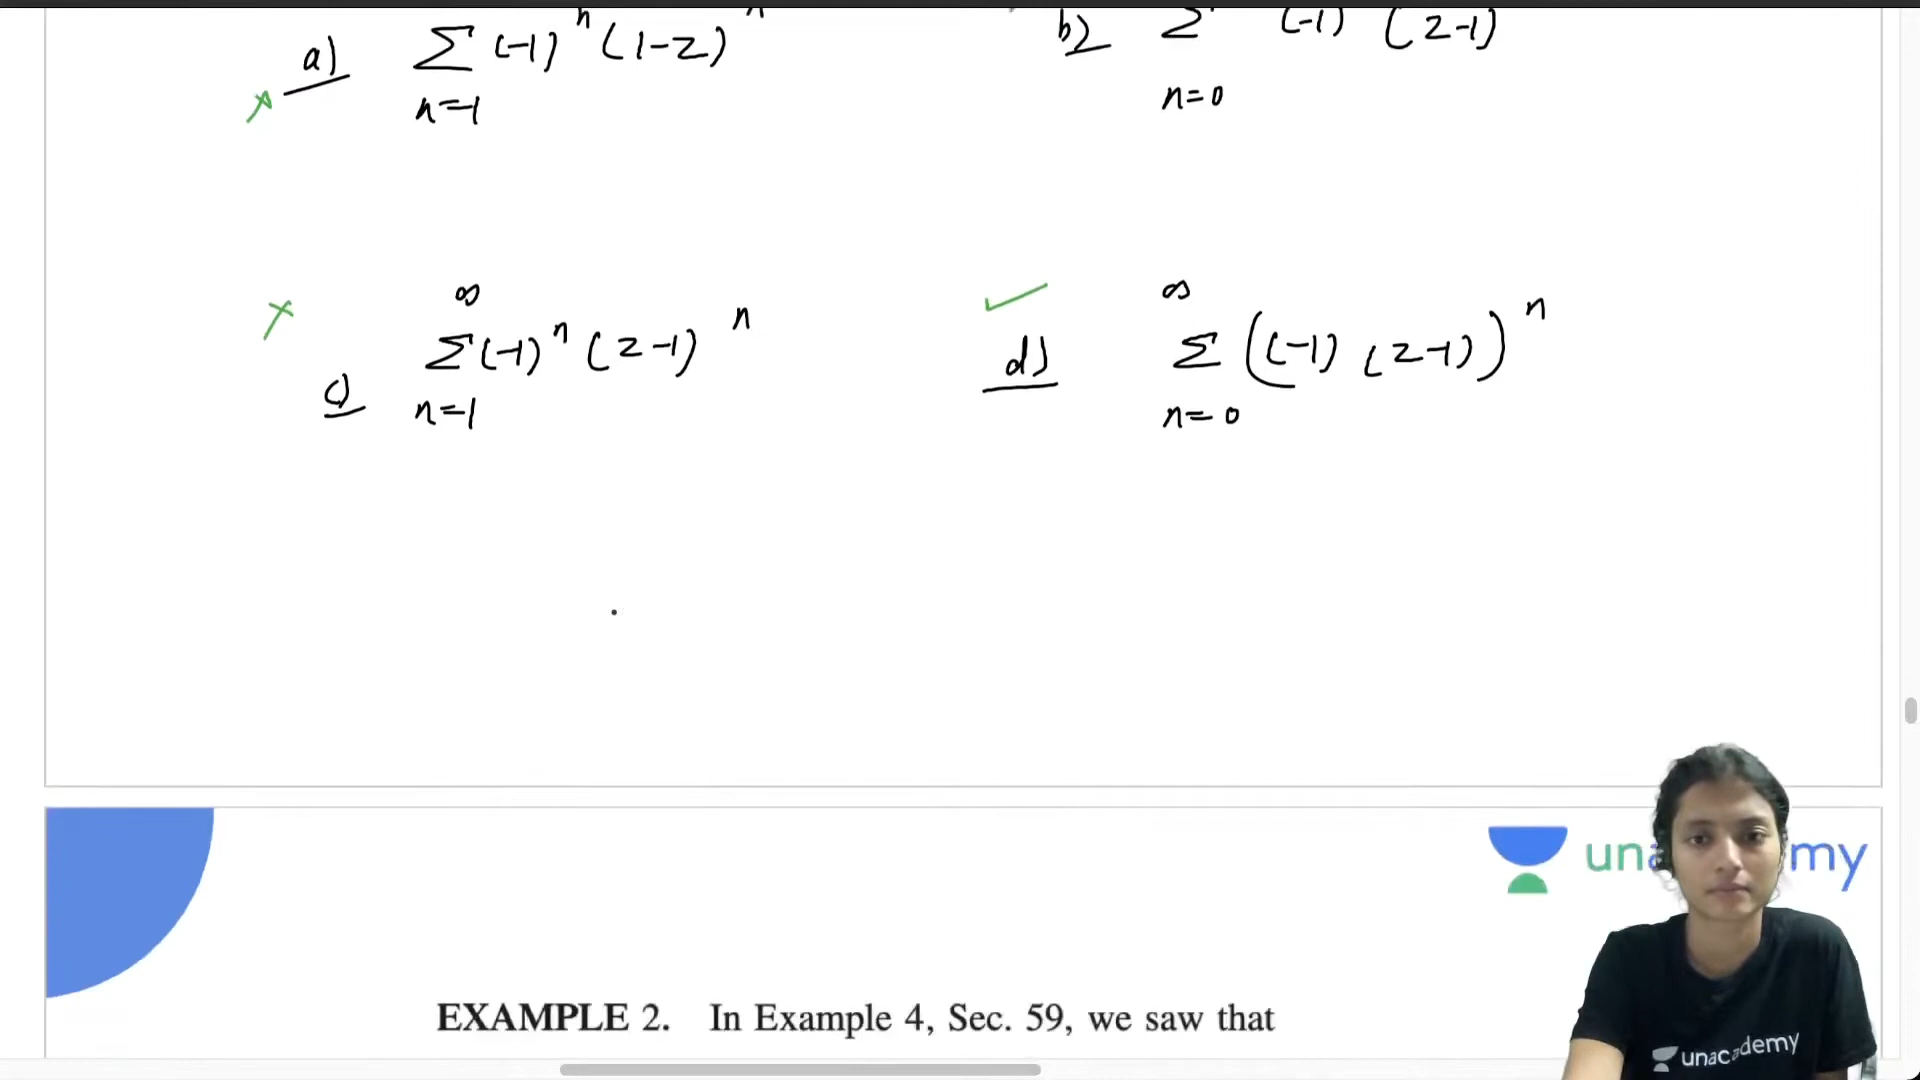 a) Σ (-1)ⁿ (1-z)ⁿ
n=1
b) Σ (-1) (z-1)
n=0
∞
c) Σ (-1)ⁿ (z-1)ⁿ
n=1
∞
d) Σ ((-1) (z-1))ⁿ
n=0
EXAMPLE 2. In Example 4, Sec. 59, we saw that
unacademy